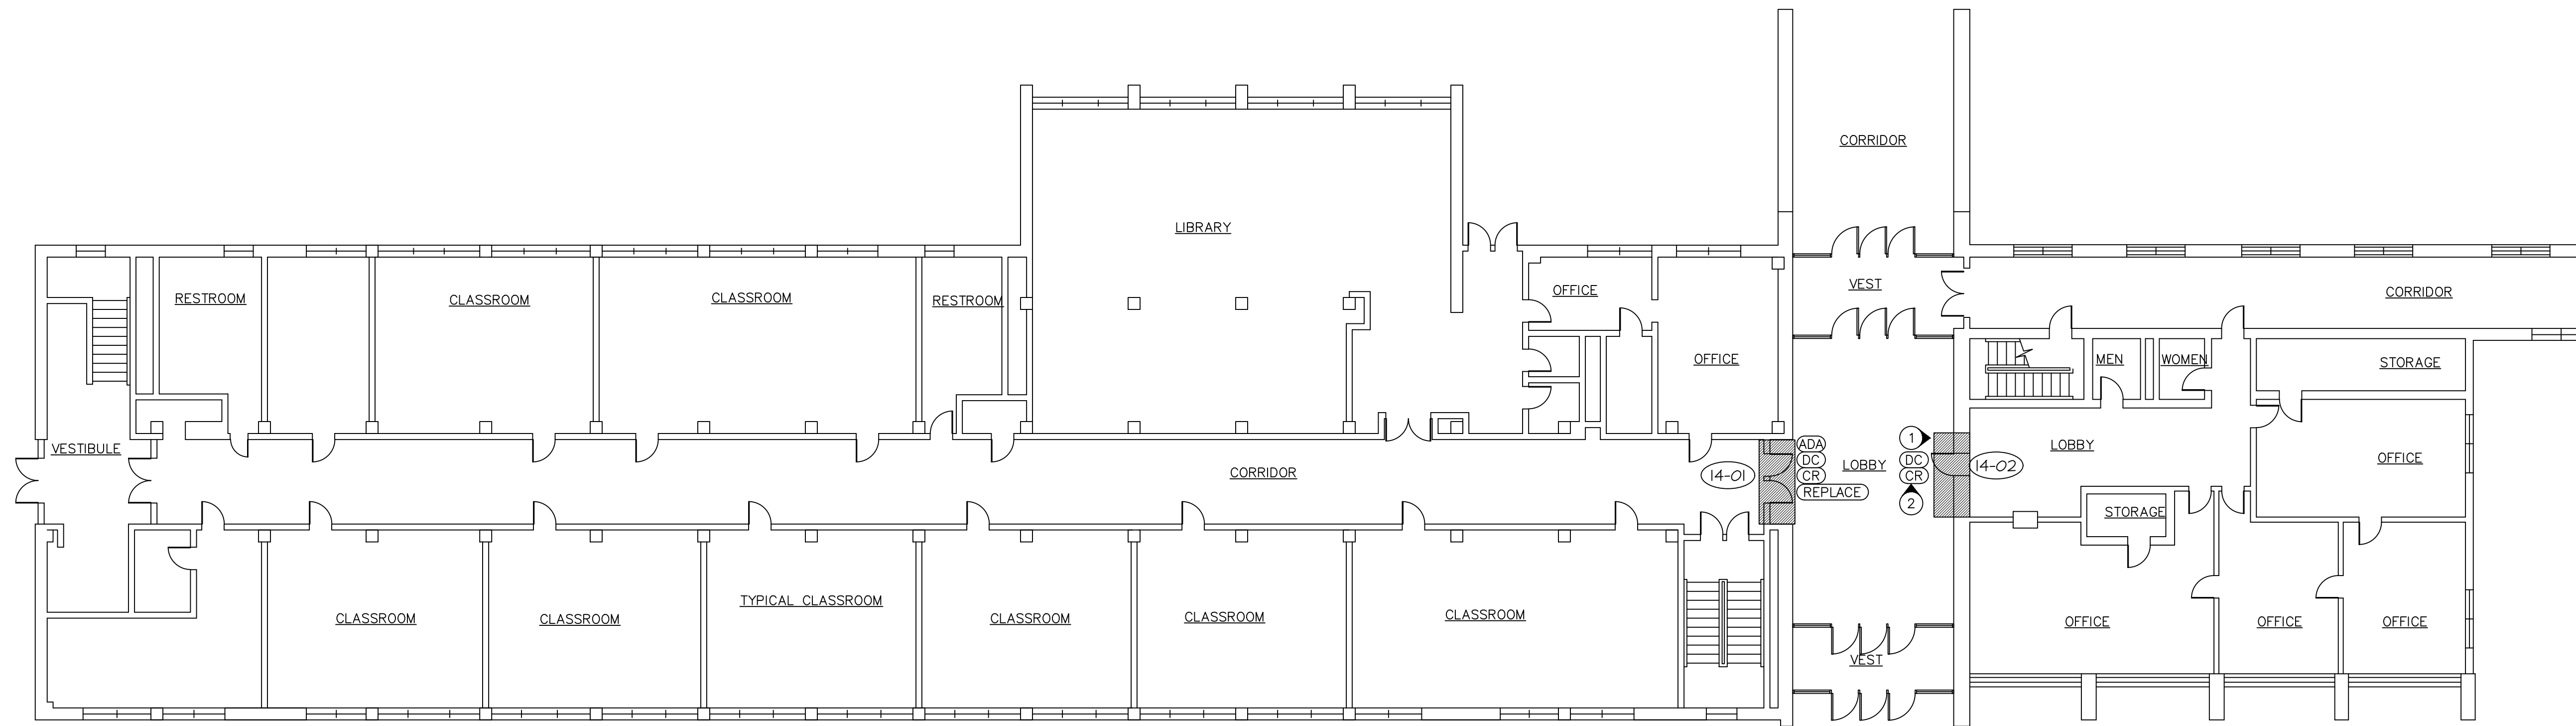 CORRIDOR
LIBRARY
RESTROOM
CLASSROOM
CLASSROOM
RESTROOM
OFFICE
VEST
CORRIDOR
OFFICE
MEN
WOMEN
STORAGE
VESTIBULE
CORRIDOR
14-01
ADA
DC
CR
REPLACE
LOBBY
1
DC
CR
2
14-02
LOBBY
OFFICE
STORAGE
CLASSROOM
CLASSROOM
TYPICAL CLASSROOM
CLASSROOM
CLASSROOM
CLASSROOM
VEST
OFFICE
OFFICE
OFFICE